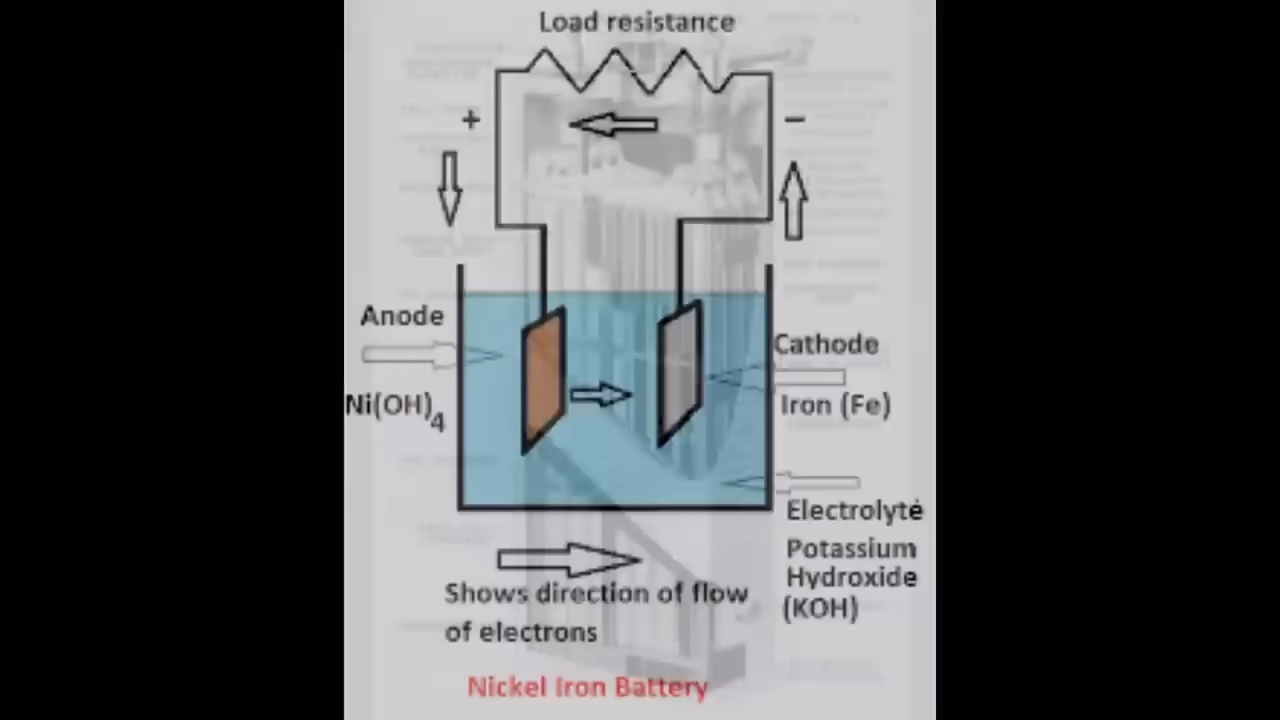 Load resistance
+
−
Anode
Ni(OH)4
Cathode
Iron (Fe)
Electrolyte
Potassium
Hydroxide
(KOH)
Shows direction of flow
of electrons
Nickel Iron Battery